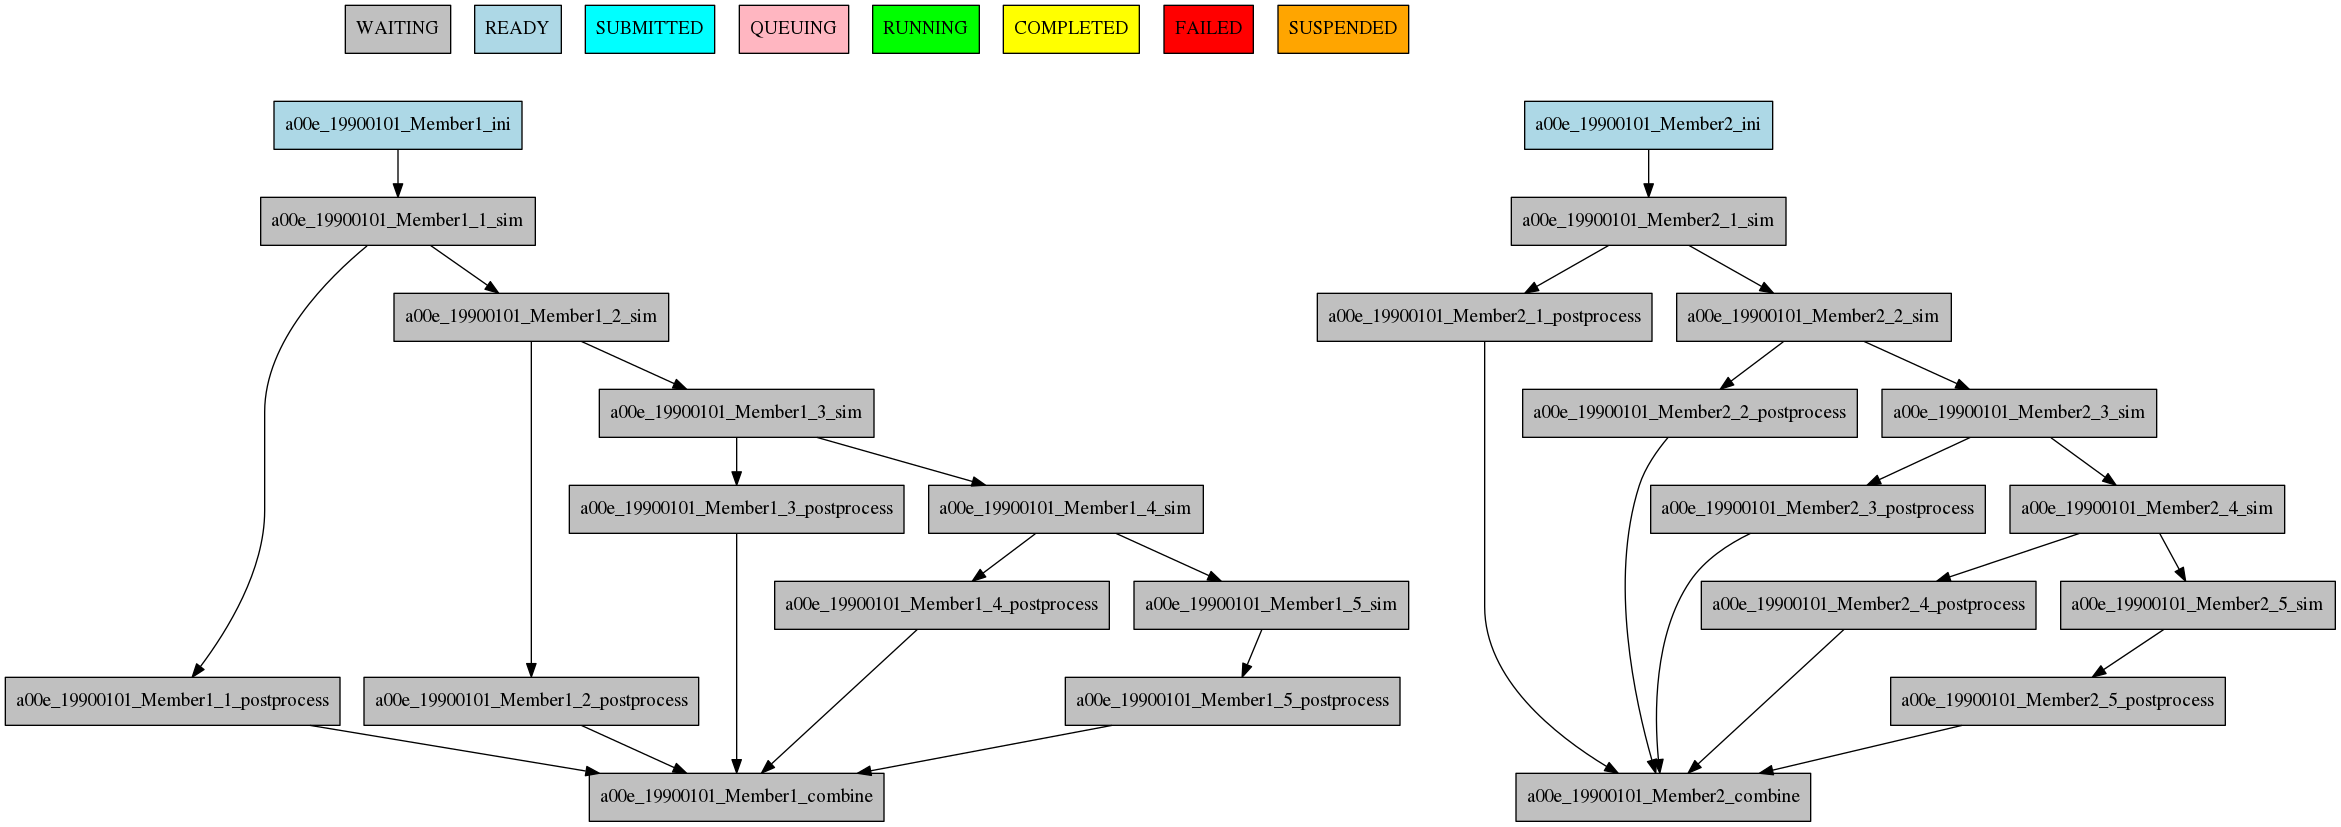 WAITING
READY
SUBMITTED
QUEUING
RUNNING
COMPLETED
FAILED
SUSPENDED
a00e_19900101_Member1_ini
a00e_19900101_Member2_ini
a00e_19900101_Member1_1_sim
a00e_19900101_Member2_1_sim
a00e_19900101_Member1_2_sim
a00e_19900101_Member2_1_postprocess
a00e_19900101_Member2_2_sim
a00e_19900101_Member1_3_sim
a00e_19900101_Member2_2_postprocess
a00e_19900101_Member2_3_sim
a00e_19900101_Member1_3_postprocess
a00e_19900101_Member1_4_sim
a00e_19900101_Member2_3_postprocess
a00e_19900101_Member2_4_sim
a00e_19900101_Member1_4_postprocess
a00e_19900101_Member1_5_sim
a00e_19900101_Member2_4_postprocess
a00e_19900101_Member2_5_sim
a00e_19900101_Member1_1_postprocess
a00e_19900101_Member1_2_postprocess
a00e_19900101_Member1_5_postprocess
a00e_19900101_Member2_5_postprocess
a00e_19900101_Member1_combine
a00e_19900101_Member2_combine